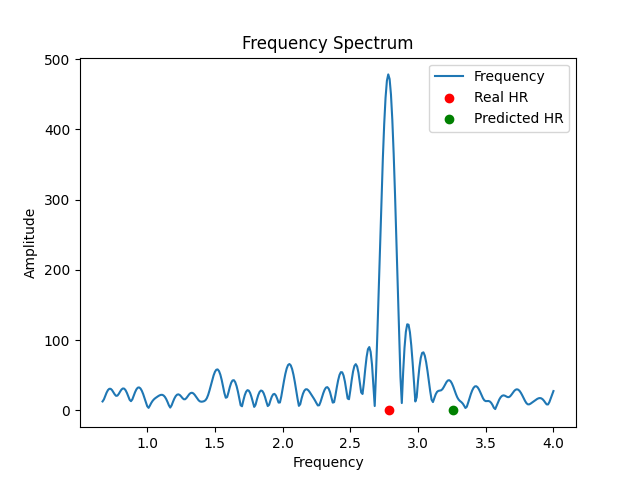 Frequency Spectrum
Frequency
Real HR
Predicted HR
Amplitude
500
400
300
200
100
0
1.0 1.5 2.0 2.5 3.0 3.5 4.0
Frequency